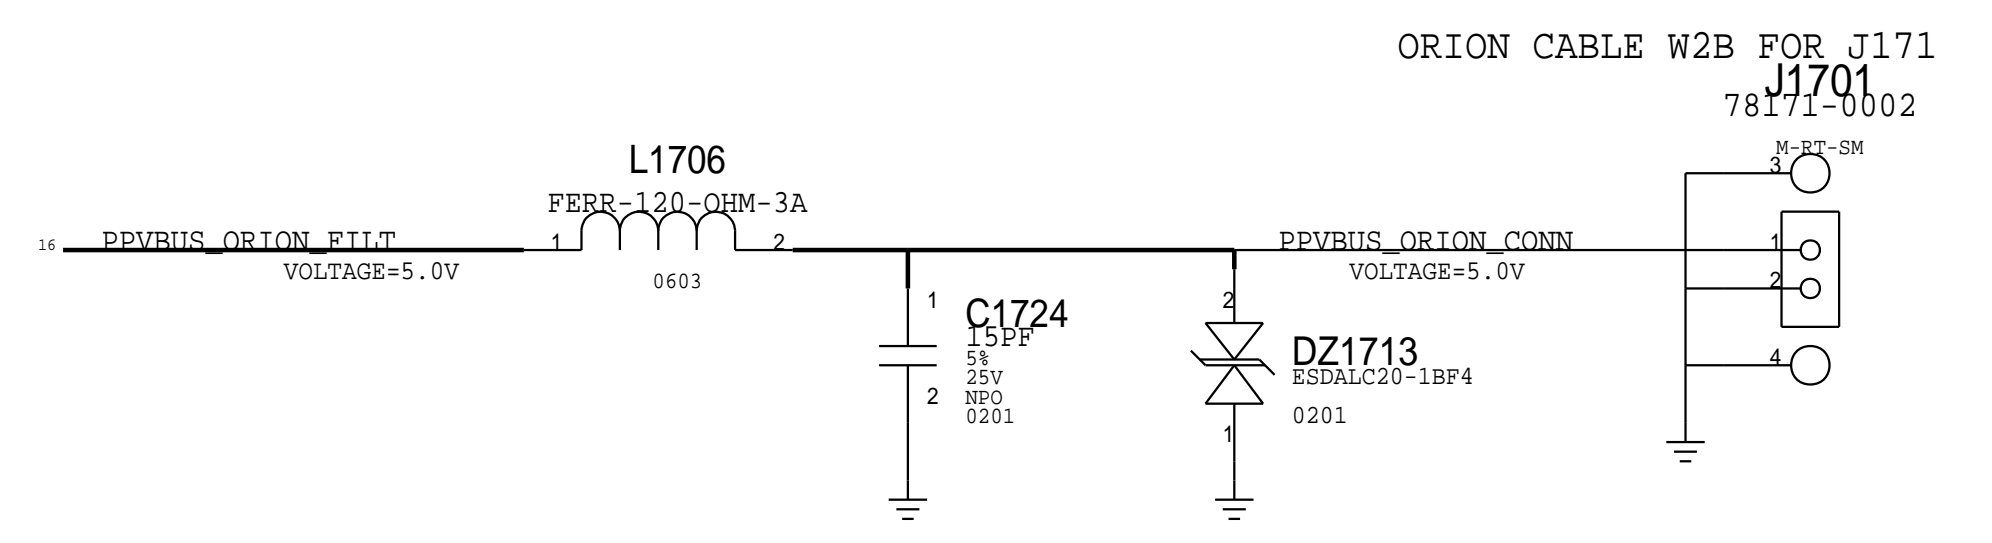 ORION CABLE W2B FOR J171
J1701
78171-0002
M-RT-SM
3
L1706
FERR-120-OHM-3A
16
PPVBUS_ORION_FILT
1
2
PPVBUS_ORION_CONN
1
VOLTAGE=5.0V
0603
VOLTAGE=5.0V
2
1
C1724
15PF
5%
25V
NPO
0201
2
2
DZ1713
ESDALC20-1BF4
0201
1
4